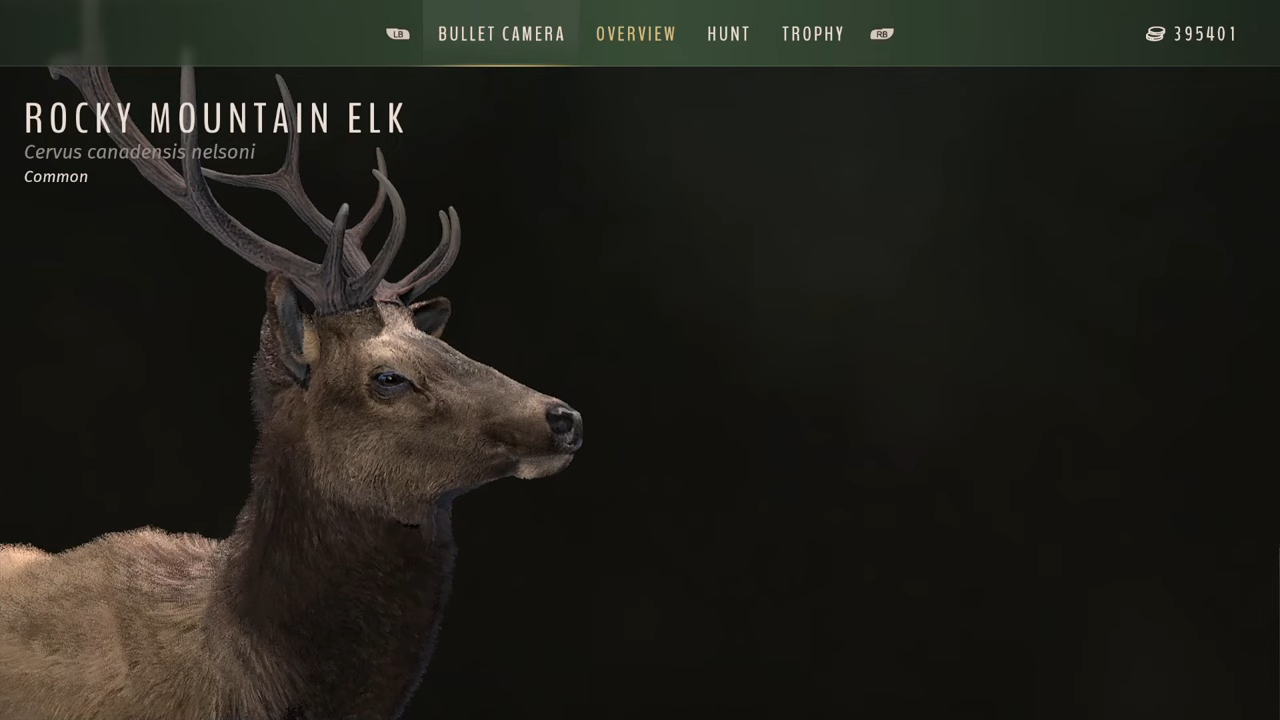 LB BULLET CAMERA OVERVIEW HUNT TROPHY RB 395401
ROCKY MOUNTAIN ELK
Cervus canadensis nelsoni
Common